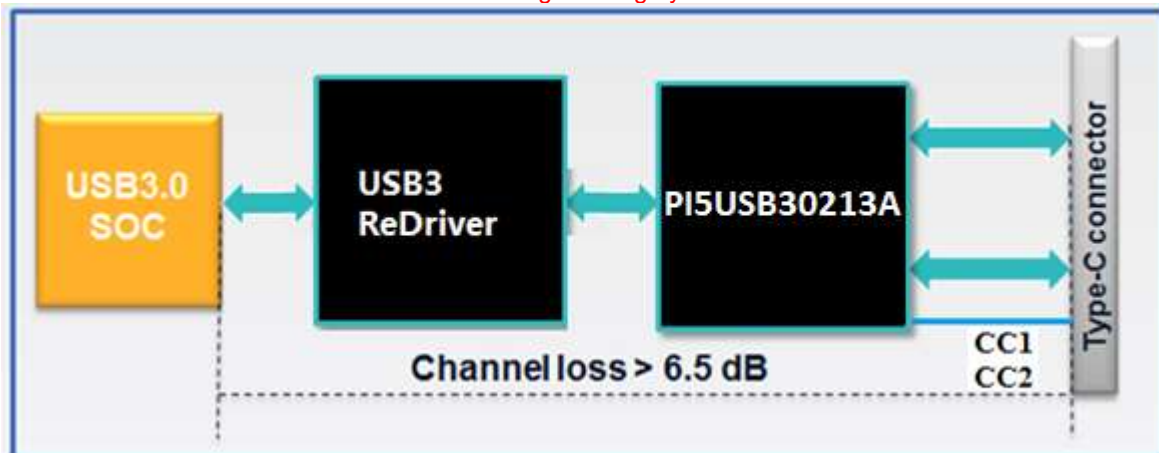 USB3.0
SOC
USB3
ReDriver
PI5USB30213A
Type-C connector
CC1
CC2
Channel loss > 6.5 dB